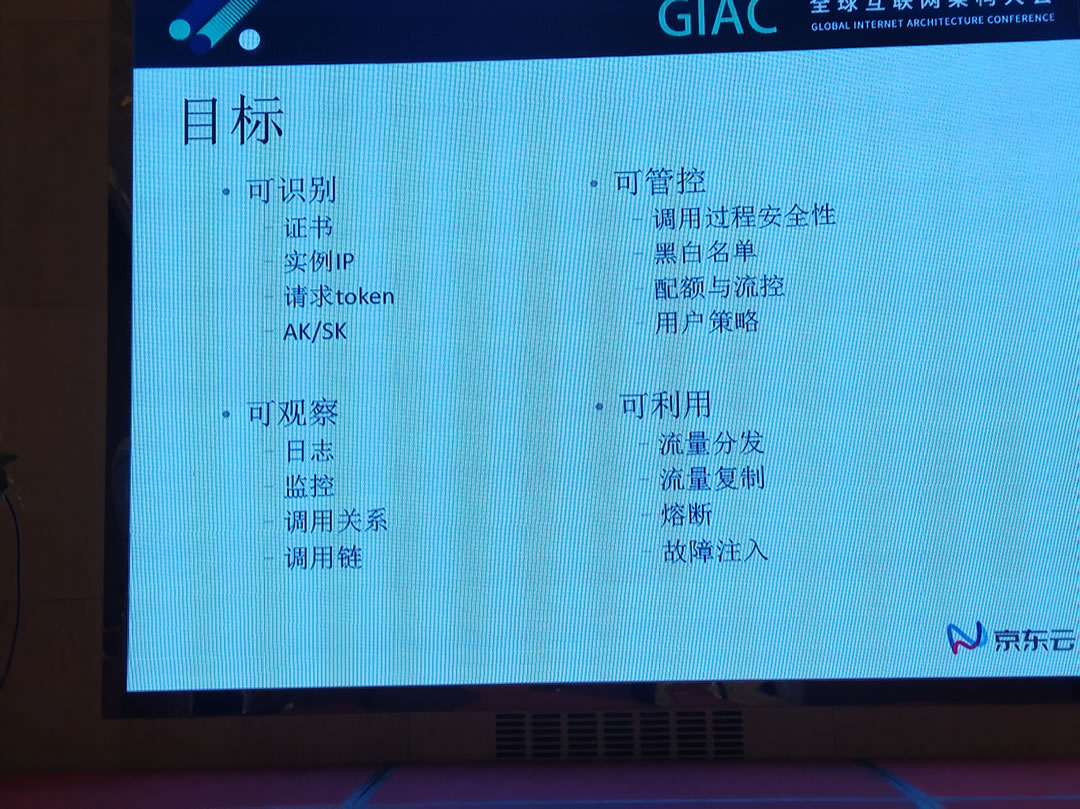 GIAC
全球互联网架构大会
GLOBAL INTERNET ARCHITECTURE CONFERENCE
目标
• 可识别
– 证书
– 实例IP
– 请求token
– AK/SK
• 可管控
– 调用过程安全性
– 黑白名单
– 配额与流控
– 用户策略
• 可观察
– 日志
– 监控
– 调用关系
– 调用链
• 可利用
– 流量分发
– 流量复制
– 熔断
– 故障注入
京东云